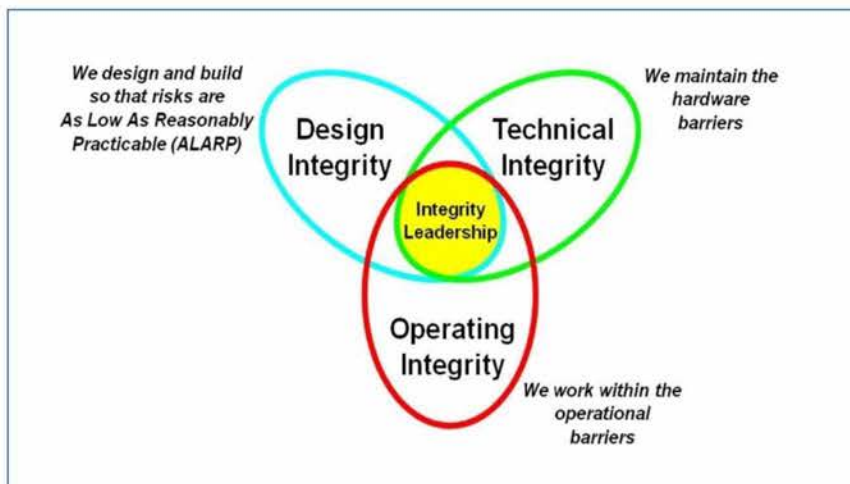 We design and build
so that risks are
As Low As Reasonably
Practicable (ALARP)
Design
Integrity
Technical
Integrity
We maintain the
hardware
barriers
Integrity
Leadership
Operating
Integrity
We work within the
operational
barriers